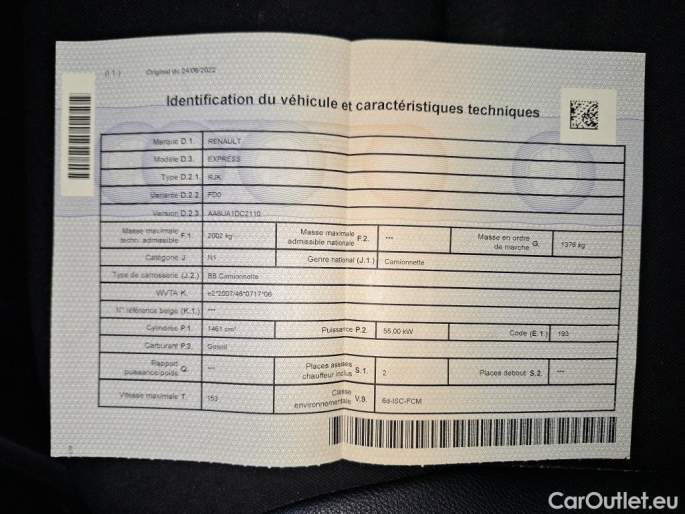 (I 1.) Original du 24/06/2022
Identification du véhicule et caractéristiques techniques
Marque D.1. RENAULT
Modèle D.3. EXPRESS
Type D.2.1. RJK
Variante D.2.2. FD0
Version D.2.3. AA6UA1DC2110
Masse maximale techn. admissible F.1. 2002 kg Masse maximale admissible nationale F.2. --- Masse en ordre de marche G. 1376 kg
Catégorie J. N1 Genre national (J.1.) Camionnette
Type de carrosserie (J.2.) BB Camionnette
WVTA K. e2*2007/46*0717*06
N° référence belge (K.1.) ---
Cylindrée P.1. 1461 cm³ Puissance P.2. 55,00 kW Code (E.1.) 193
Carburant P.3. Gasoil
Rapport puissance/poids Q. --- Places assises chauffeur inclus S.1. 2 Places debout S.2. ---
Vitesse maximale T. 153 Classe environnementale V.9. 6d-ISC-FCM
CarOutlet.eu